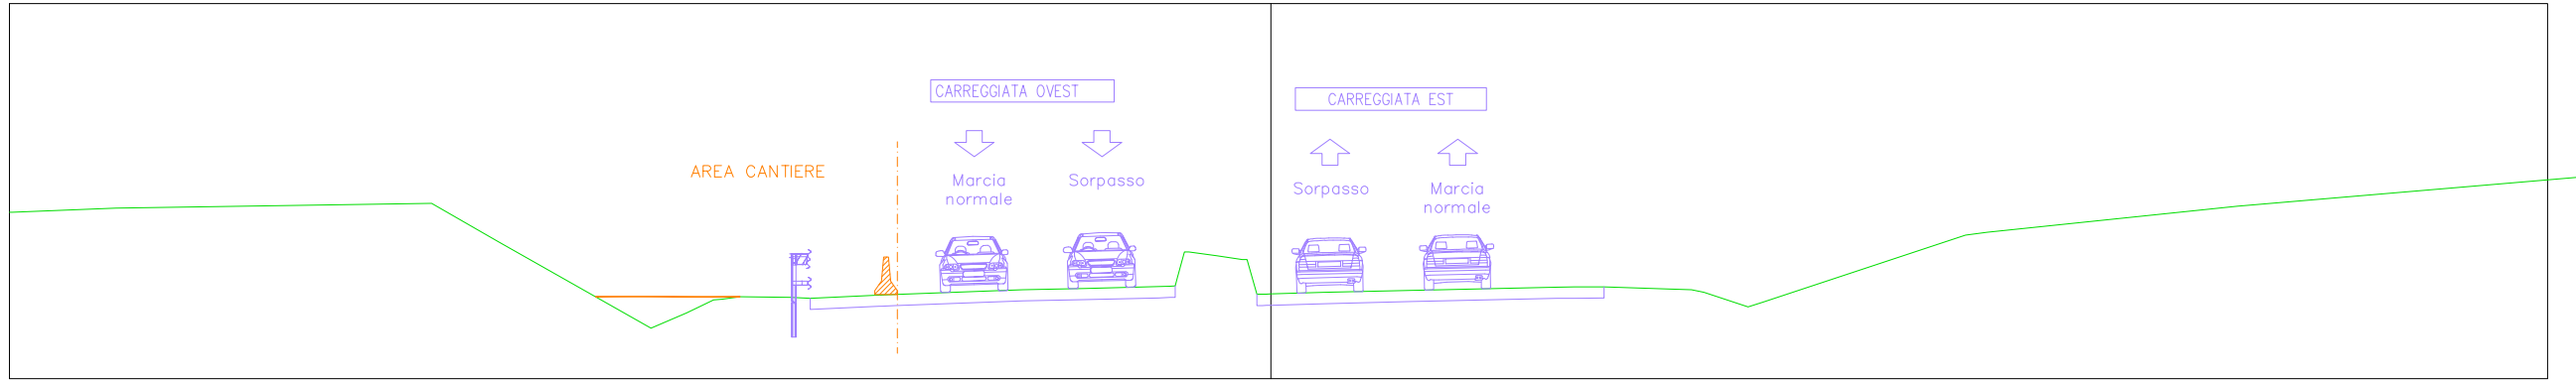 CARREGGIATA OVEST
CARREGGIATA EST
AREA CANTIERE
Marcia
normale
Sorpasso
Sorpasso
Marcia
normale